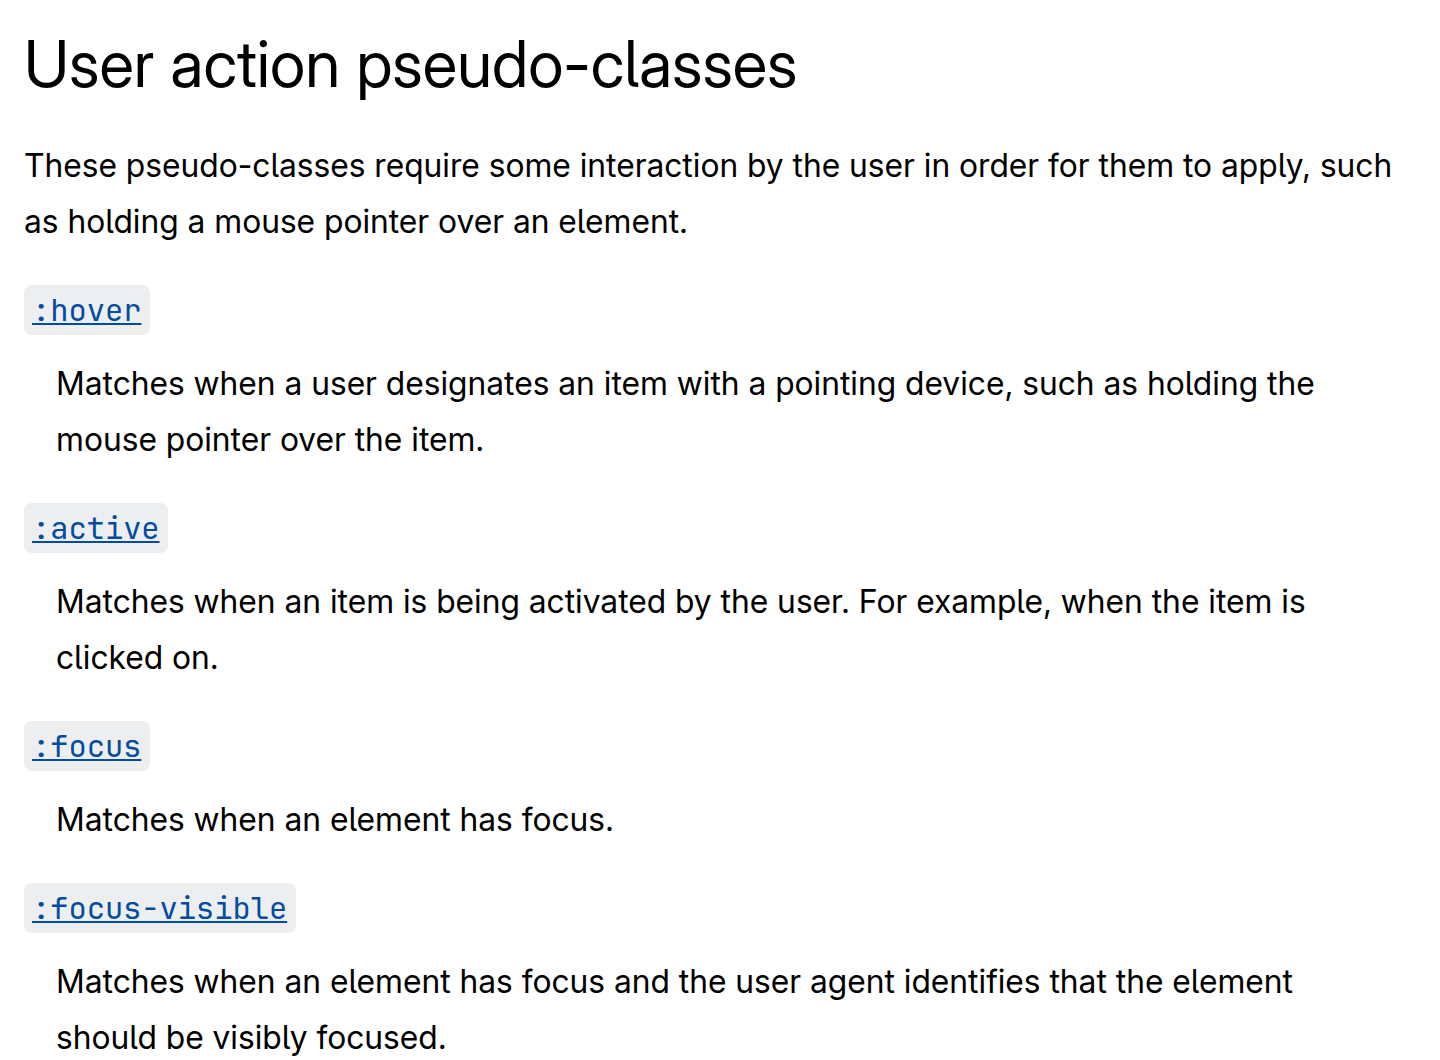 User action pseudo-classes
These pseudo-classes require some interaction by the user in order for them to apply, such
as holding a mouse pointer over an element.
:hover
Matches when a user designates an item with a pointing device, such as holding the
mouse pointer over the item.
:active
Matches when an item is being activated by the user. For example, when the item is
clicked on.
:focus
Matches when an element has focus.
:focus-visible
Matches when an element has focus and the user agent identifies that the element
should be visibly focused.